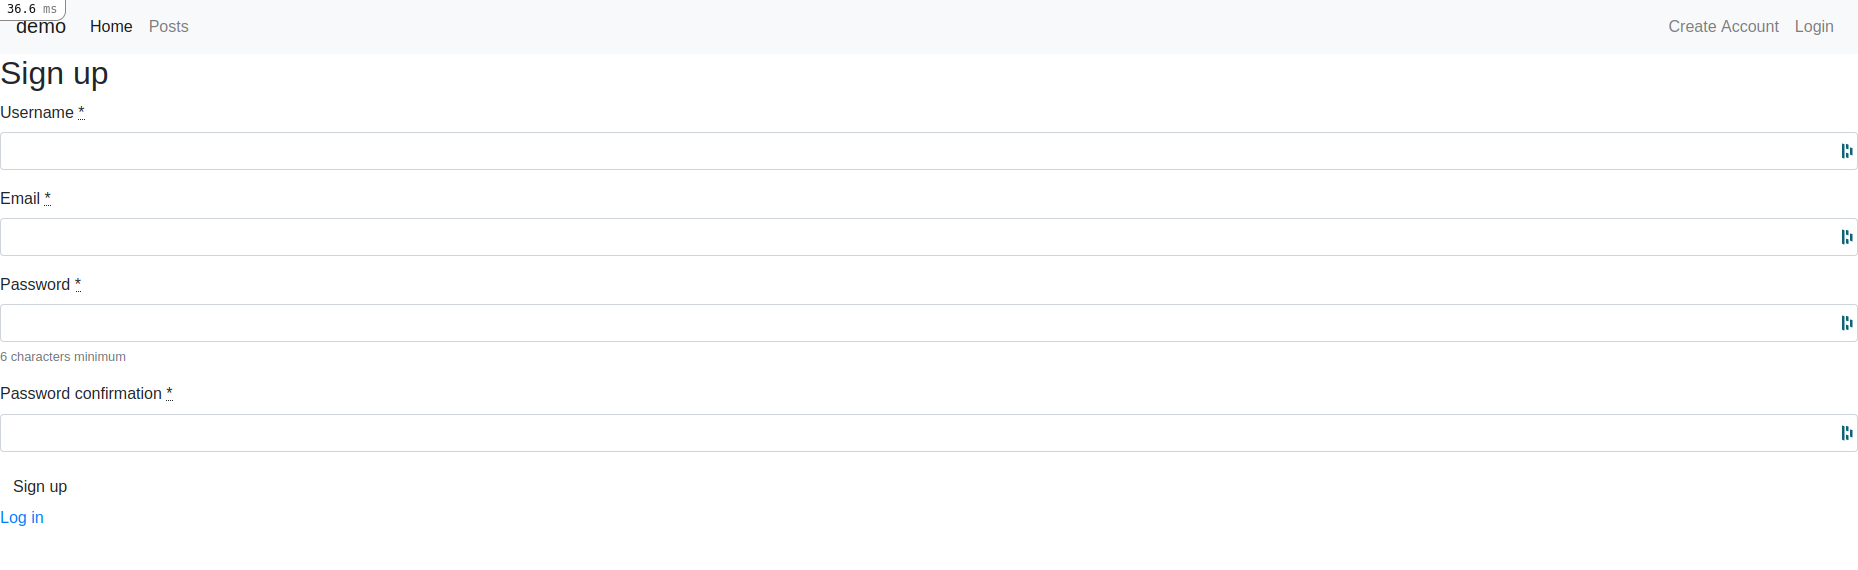 36.6 ms
demo Home Posts Create Account Login
Sign up
Username *
Email *
Password *
6 characters minimum
Password confirmation *
Sign up
Log in